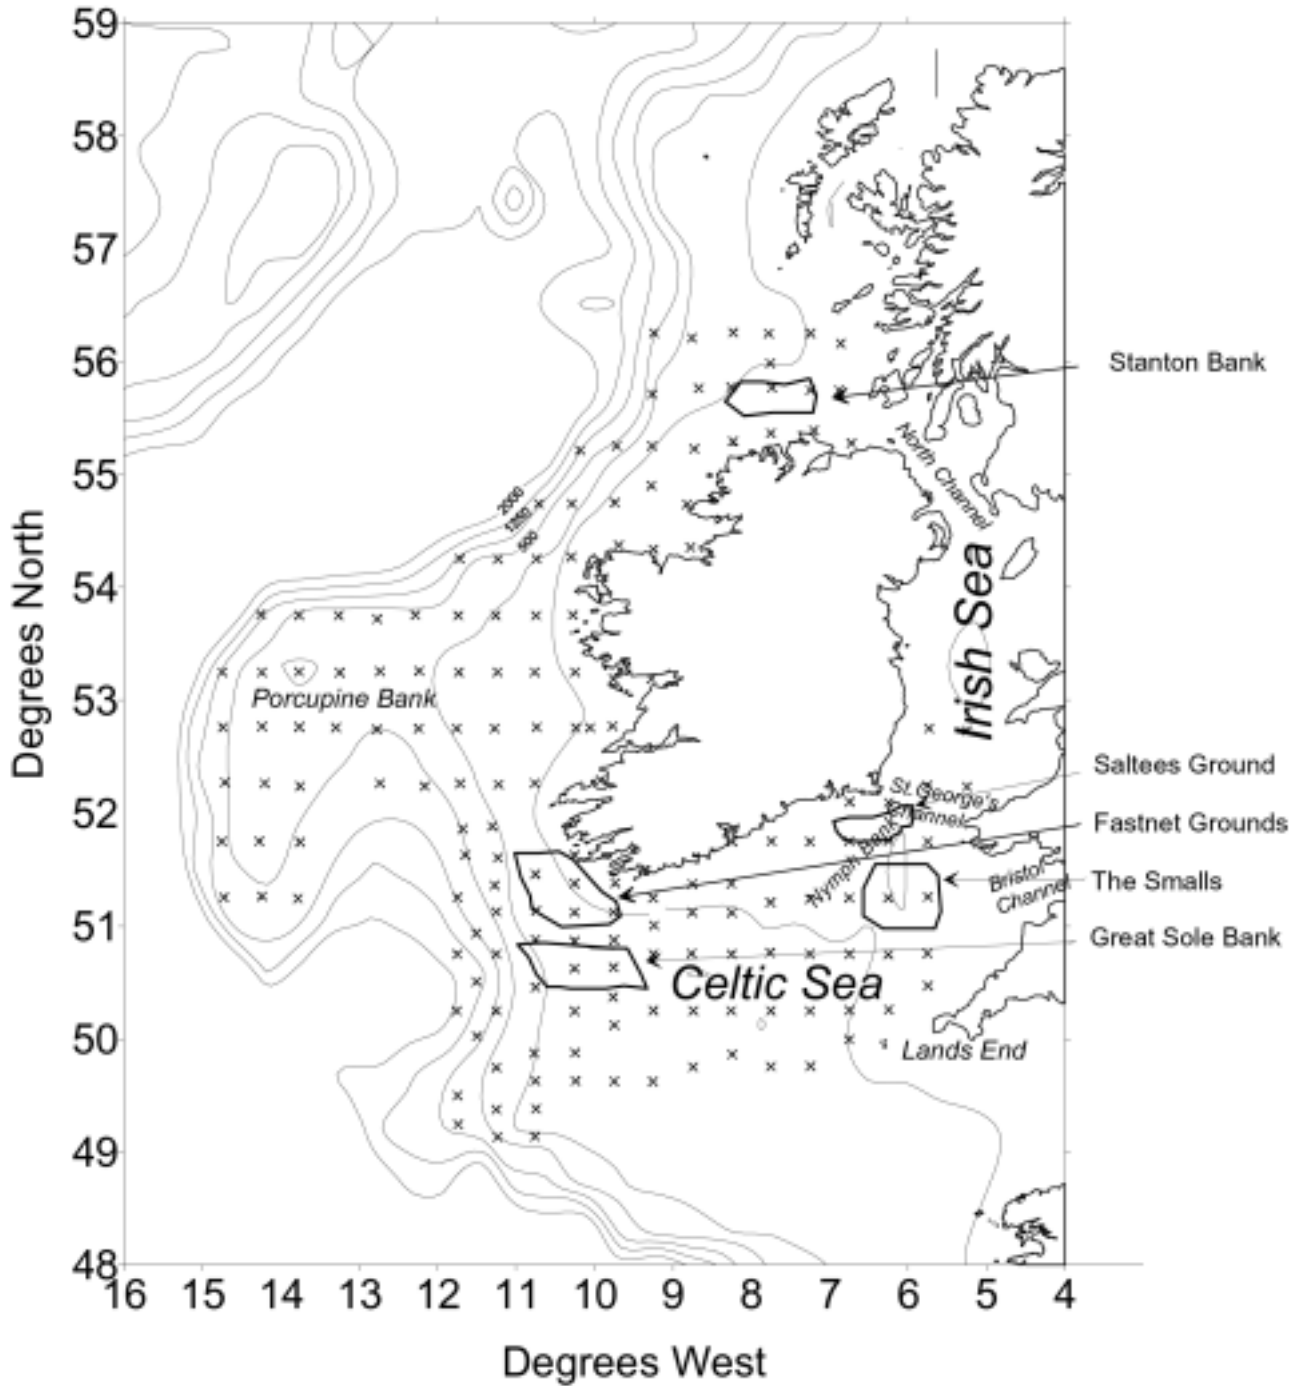 59
58
57
56
55
54
53
52
51
50
49
48
16
15
14
13
12
11
10
9
8
7
6
5
4
Degrees North
Degrees West
Stanton Bank
North Channel
2000
500
Irish Sea
Porcupine Bank
Saltees Ground
St. George's
Channel
Fastnet Grounds
Nymph Bank
Bristol
Channel
The Smalls
Great Sole Bank
Celtic Sea
Lands End